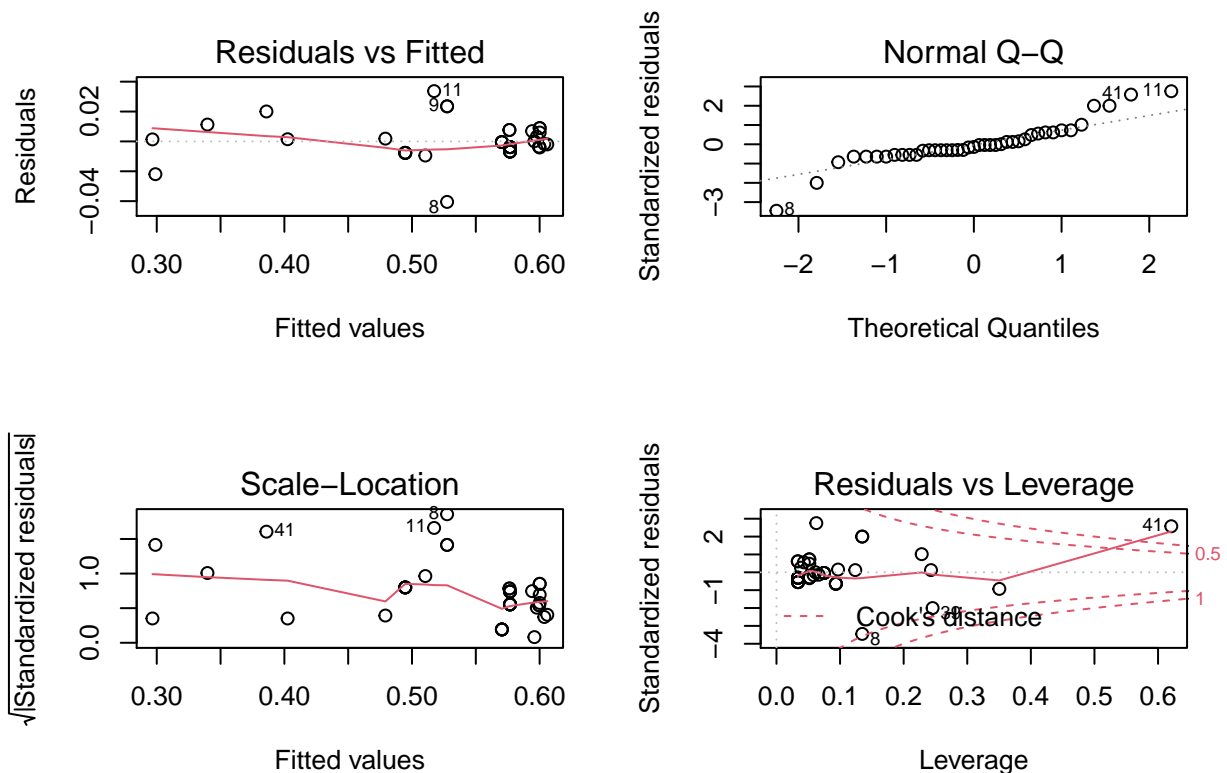 Residuals vs Fitted
Residuals
0.02
−0.04
11
9
8
0.30 0.40 0.50 0.60
Fitted values
Normal Q−Q
Standardized residuals
2
0
−3
41
11
8
−2 −1 0 1 2
Theoretical Quantiles
Scale−Location
√|Standardized residuals|
1.0
0.0
8
11
41
0.30 0.40 0.50 0.60
Fitted values
Residuals vs Leverage
Standardized residuals
2
−1
−4
41
0.5
1
39
Cook's distance
8
0.0 0.1 0.2 0.3 0.4 0.5 0.6
Leverage